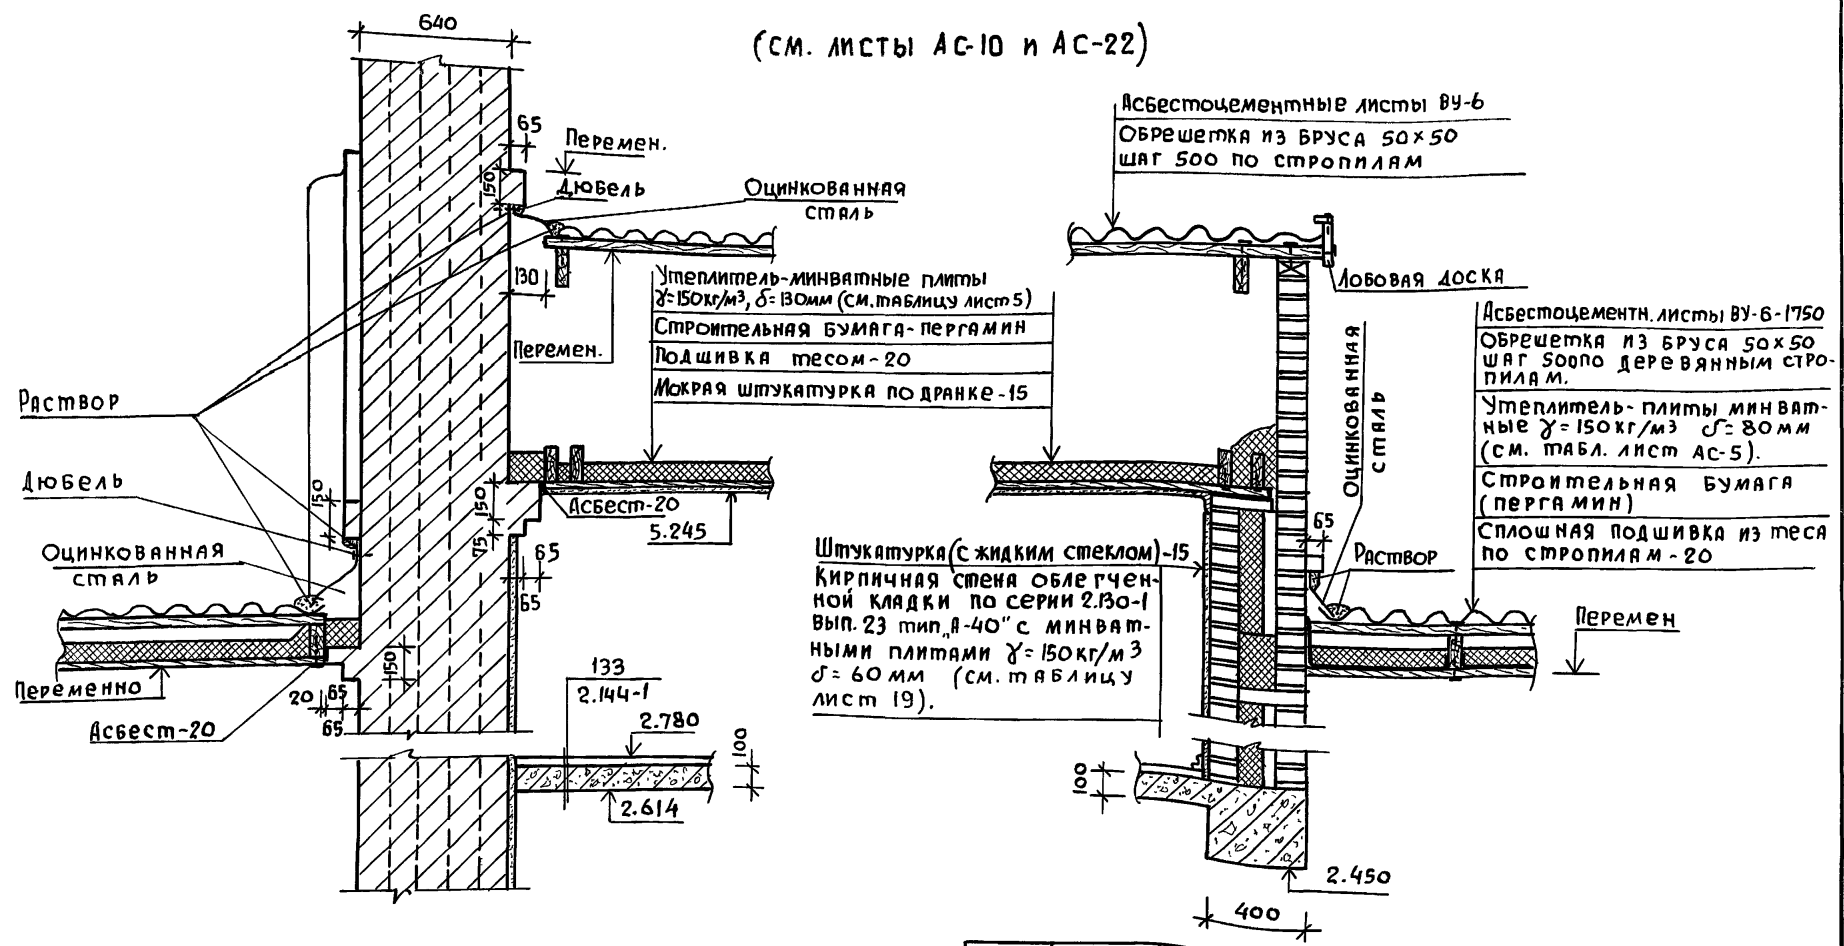 640
(см. листы АС-10 и АС-22)
65
Перемен.
150
Дюбель
Оцинкованная
сталь
130
Перемен.
Утеплитель-минватные плиты
γ=150кг/м³, δ=130мм (см.таблицу лист 5)
Строительная бумага-пергамин
Подшивка тесом-20
Мокрая штукатурка по дранке-15
Асбестоцементные листы ВУ-6
Обрешетка из бруса 50×50
шаг 500 по стропилам
Лобовая доска
Асбестоцементн. листы ВУ-6-1750
Обрешетка из бруса 50×50
шаг 500по деревянным стро-
пилам.
Утеплитель-плиты минват-
ные γ=150кг/м³ δ=80мм
(см. табл. лист АС-5).
Строительная бумага
(пергамин)
Сплошная подшивка из теса
по стропилам-20
Оцинкованная
сталь
65
Раствор
Перемен
Раствор
Дюбель
150
Оцинкованная
сталь
Переменно
20
65
65
150
Асбест-20
150
75
65
65
Асбест-20
5.245
Штукатурка(с жидким стеклом)-15
Кирпичная стена облегчен-
ной кладки по серии 2.130-1
вып. 23 тип „А-40" с минват-
ными плитами γ=150кг/м³
δ=60мм (см. таблицу
лист 19).
133
2.144-1
2.780
100
2.614
100
2.450
400